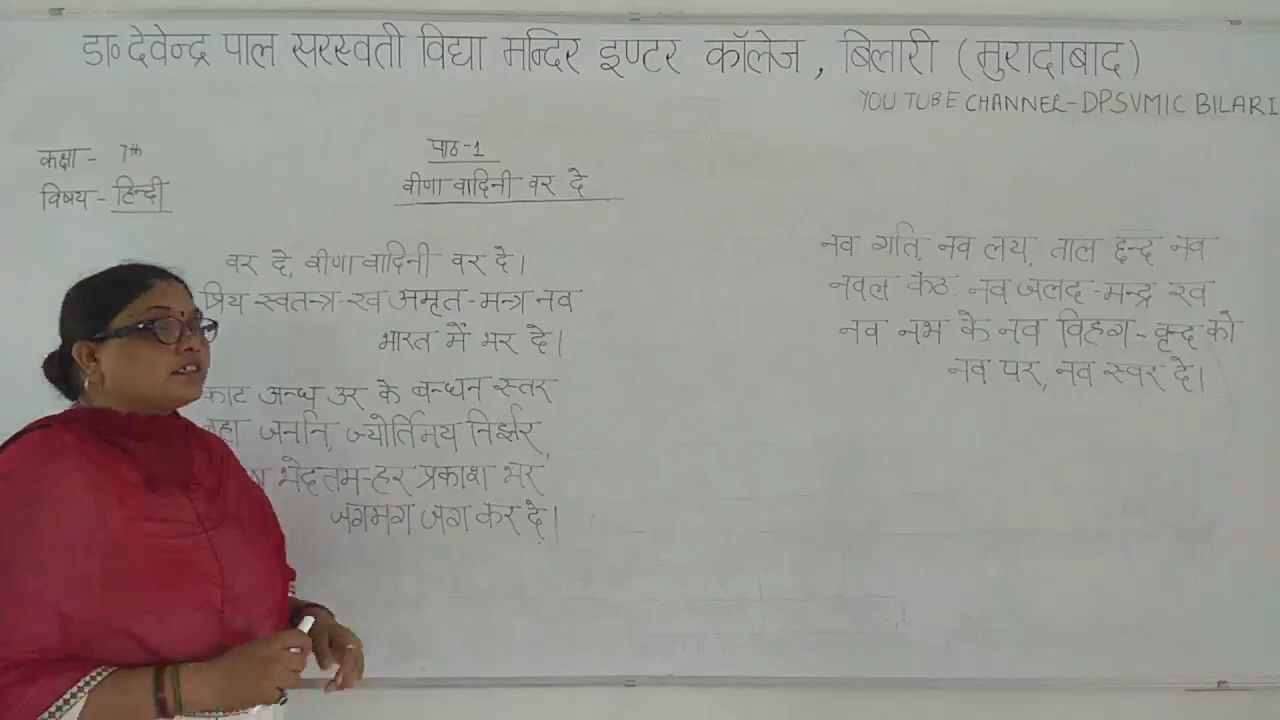 डा० देवेन्द्र पाल सरस्वती विद्या मन्दिर इण्टर कॉलेज, बिलारी (मुरादाबाद)
YOU TUBE CHANNER-DPSVMIC BILARI
कक्षा - 7th
विषय - हिन्दी
पाठ-1
वीणा वादिनी वर दे
वर दे, वीणा वादिनी वर दे।
प्रिय स्वतन्त्र-रव अमृत-मन्त्र नव
भारत में भर दे।
काट अन्ध उर के बन्धन स्तर
जननि, ज्योर्तिमय निर्झर,
भेद तम-हर प्रकाश भर
जगमग जग कर दे।
नव गति, नव लय, ताल छन्द नव
नवल कंठ, नव जलद-मन्द्र रव
नव नभ के नव विहग-वृन्द को
नव पर, नव स्वर दे।